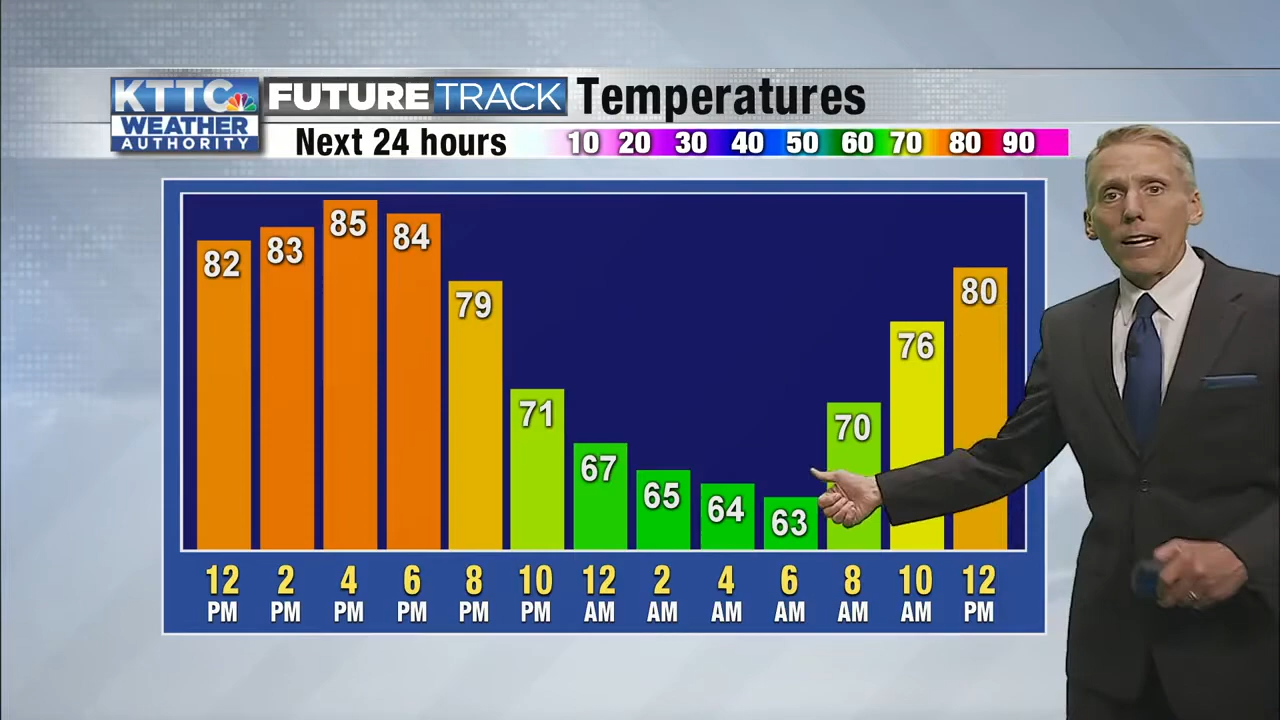 KTTC
WEATHER
AUTHORITY
FUTURE TRACK
Temperatures
Next 24 hours
10 20 30 40 50 60 70 80 90
82 83 85 84 79 71 67 65 64 63 70 76 80
12 2 4 6 8 10 12 2 4 6 8 10 12
PM PM PM PM PM PM AM AM AM AM AM AM PM